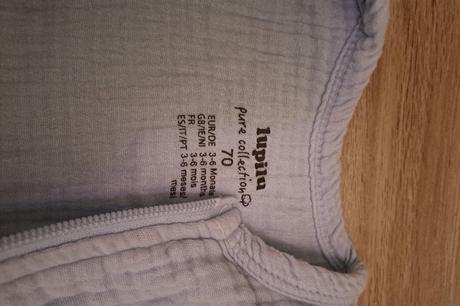 lupilu
pure collection
70
EUR/DE 3-6 Monate
GB/IE/NI 3-6 months
FR 3-6 mois
ES/IT/PT 3-6 meses/
mesi